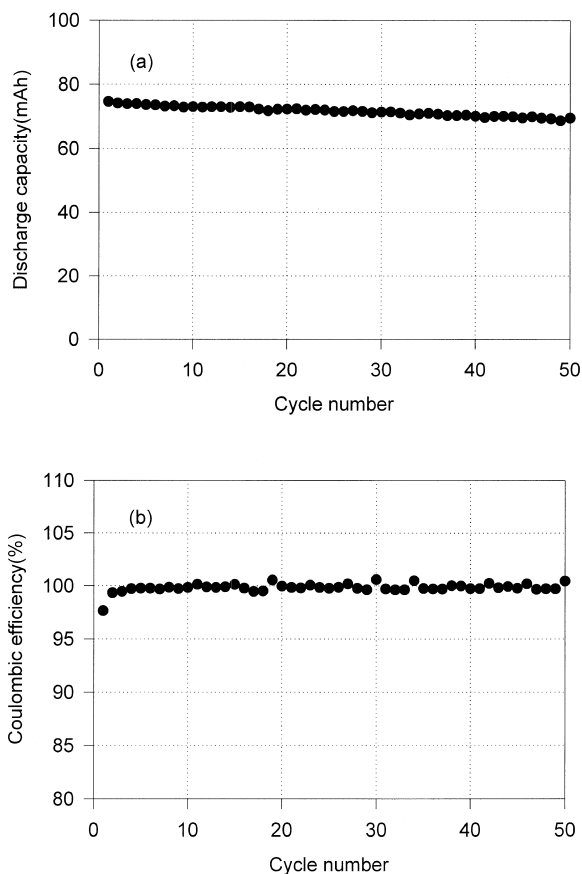 100
(a)
80
60
40
20
0
0 10 20 30 40 50
Discharge capacity(mAh)
Cycle number
110
(b)
105
100
95
90
85
80
0 10 20 30 40 50
Coulombic efficiency(%)
Cycle number